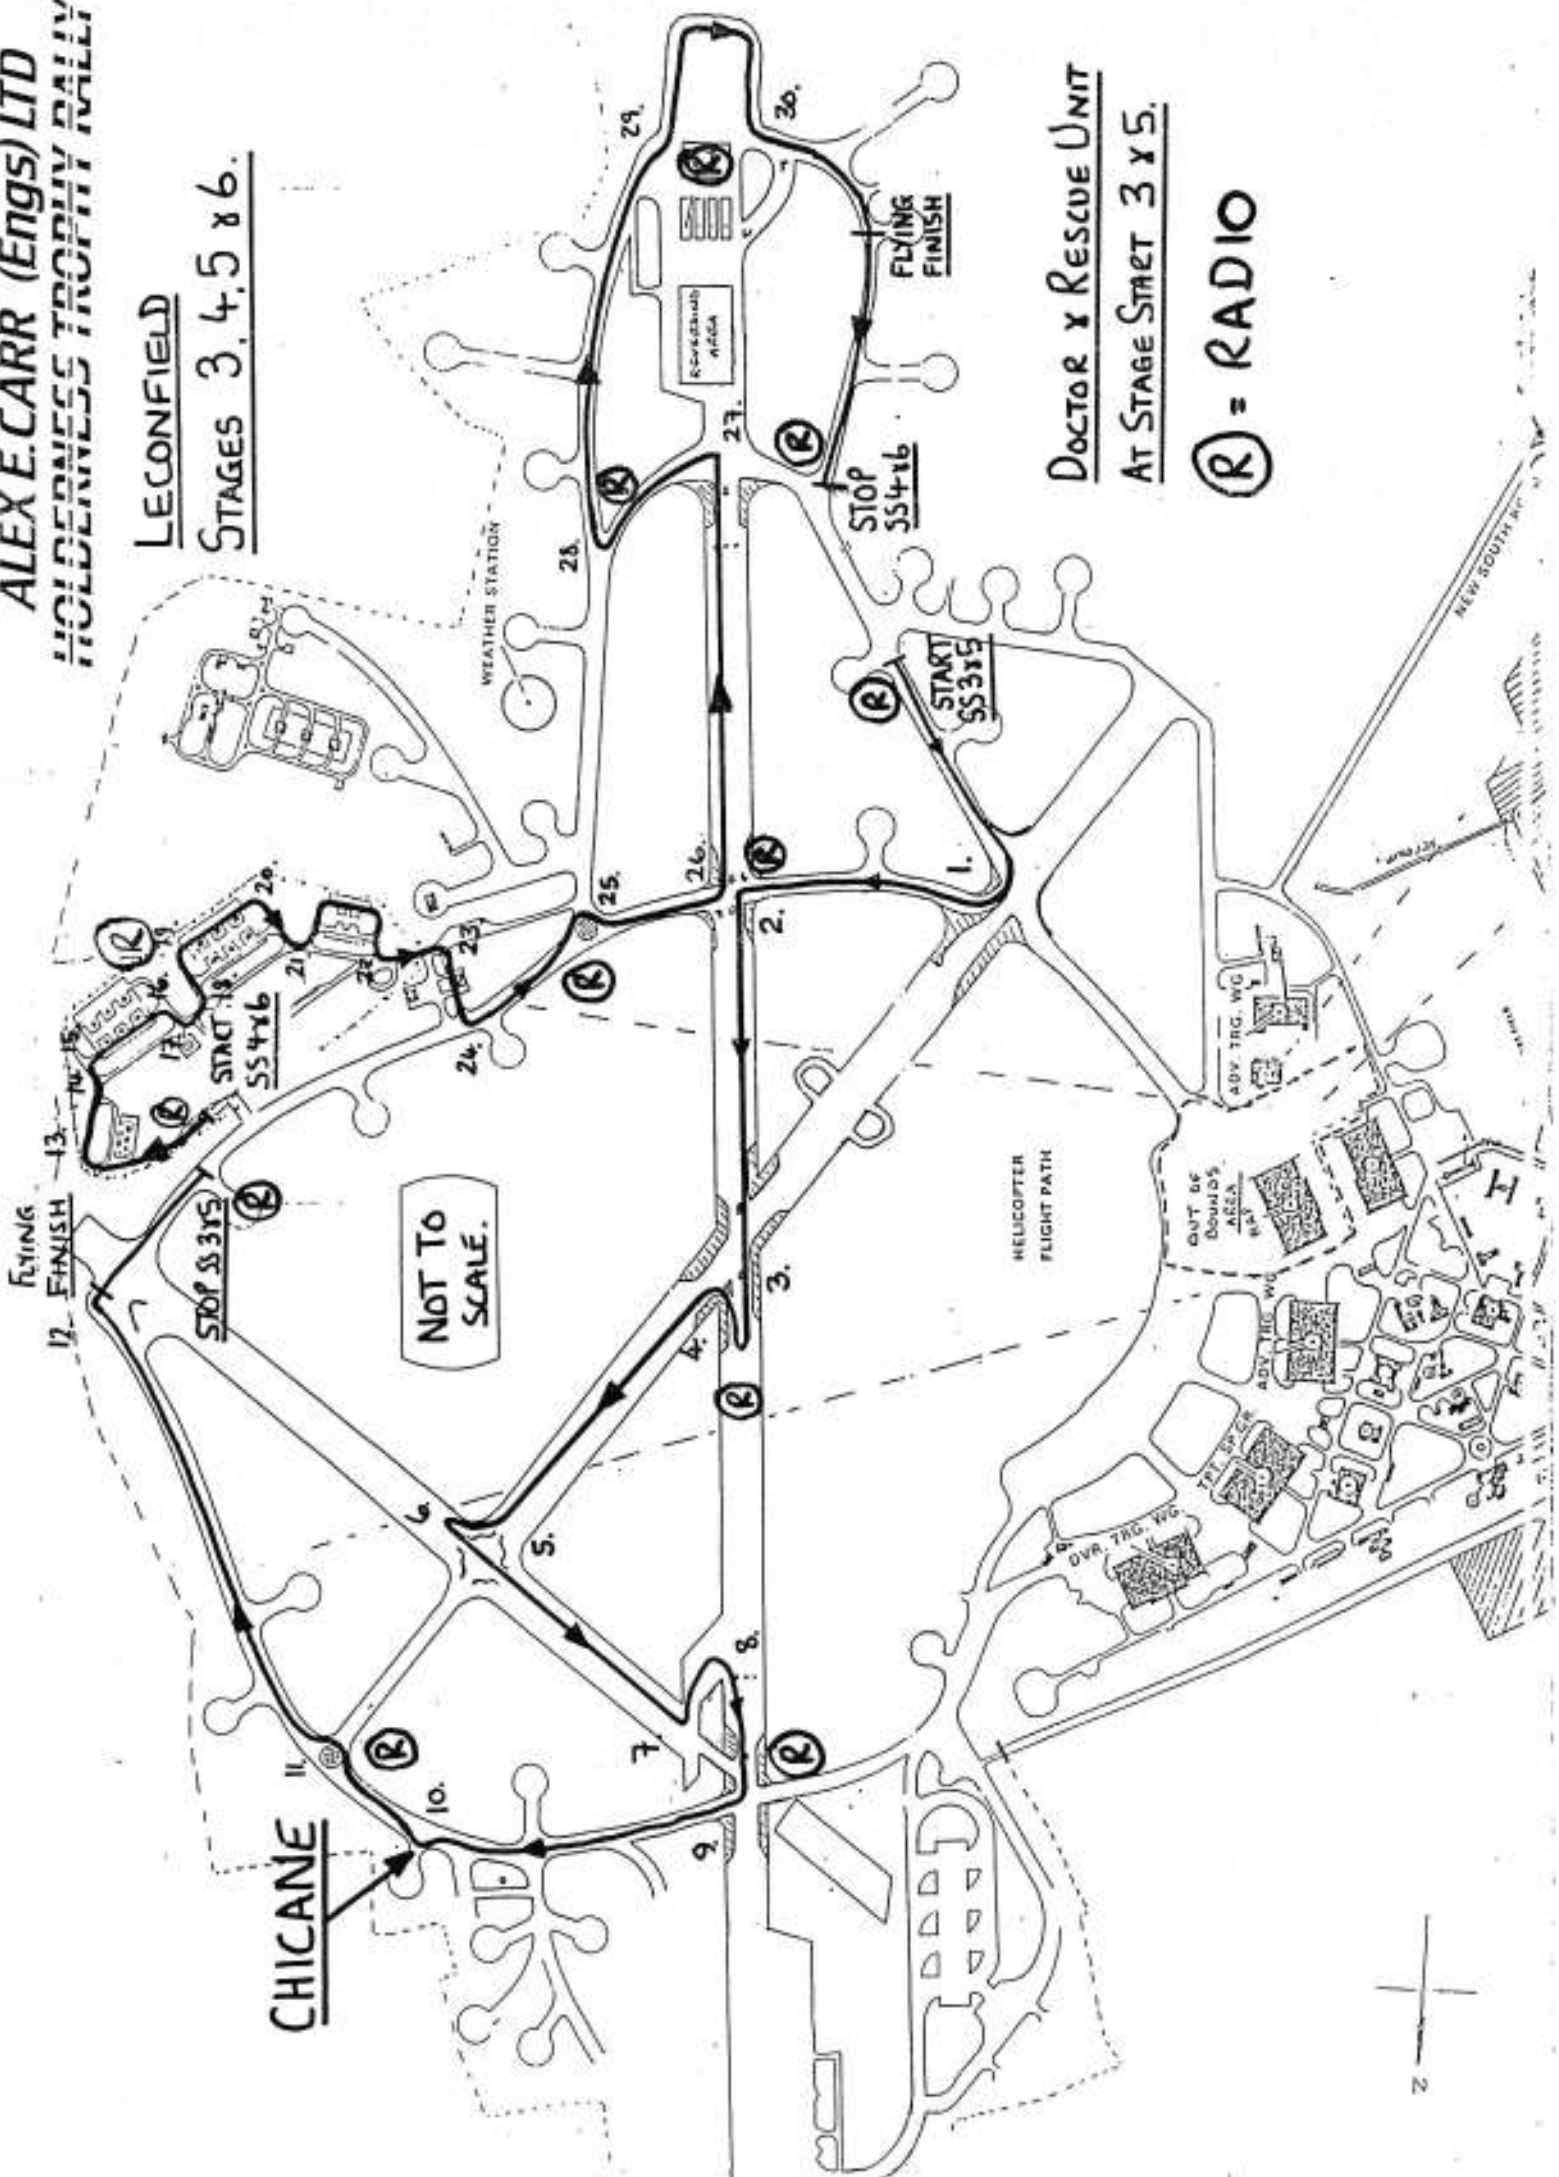 ALEX E.CARR (Engs) LTD
HOLDERNESS TROPHY RALLY
LECONFIELD
STAGES 3, 4, 5 & 6.
CHICANE
FLYING
FINISH
STOP SS 3&5
START
SS4&6
NOT TO
SCALE.
WEATHER STATION
REVERSING
AREA
FLYING
FINISH
STOP
SS4&6
START
SS3&5
DOCTOR & RESCUE UNIT
AT STAGE START 3 & 5.
(R) = RADIO
HELICOPTER
FLIGHT PATH
OUT OF
BOUNDS
AREA
ADV. TRG. WG
ADV. TRG. WG
DVR. TRG. WG.
NEW SOUTH
1.
2.
3.
4.
5.
6.
7.
8.
9.
10.
11.
12.
13.
14.
15.
16.
17.
18.
19.
20.
21.
22.
23.
24.
25.
26.
27.
28.
29.
30.
R
R
R
R
R
R
R
R
R
R
R
R
R
N